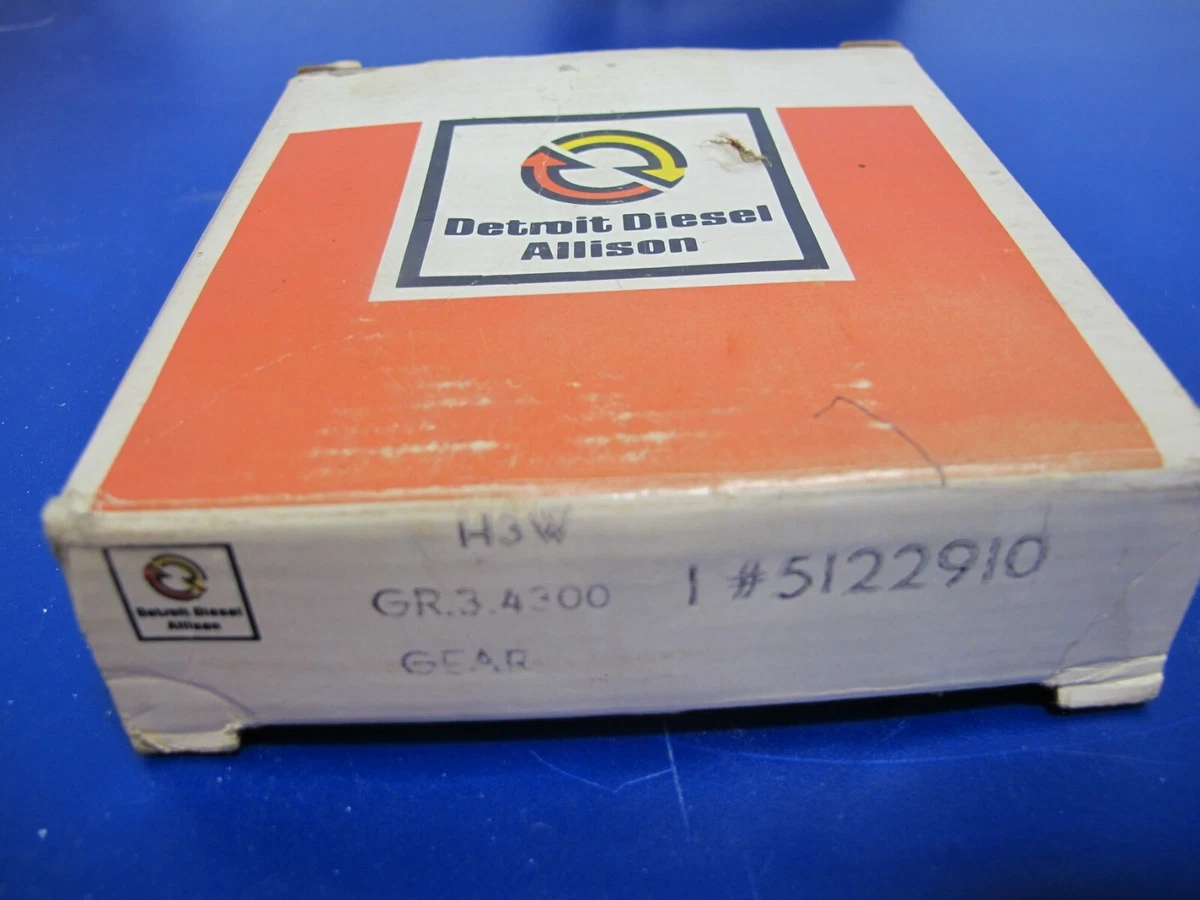 Detroit Diesel
Allison
H3W
GR.3.4300
1 #5122910
GEAR
Detroit Diesel
Allison